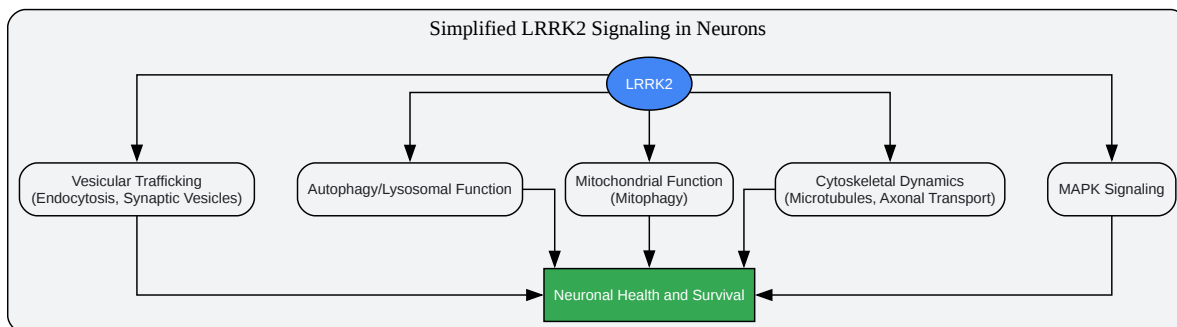 Simplified LRRK2 Signaling in Neurons
LRRK2
Vesicular Trafficking
(Endocytosis, Synaptic Vesicles)
Autophagy/Lysosomal Function
Mitochondrial Function
(Mitophagy)
Cytoskeletal Dynamics
(Microtubules, Axonal Transport)
MAPK Signaling
Neuronal Health and Survival